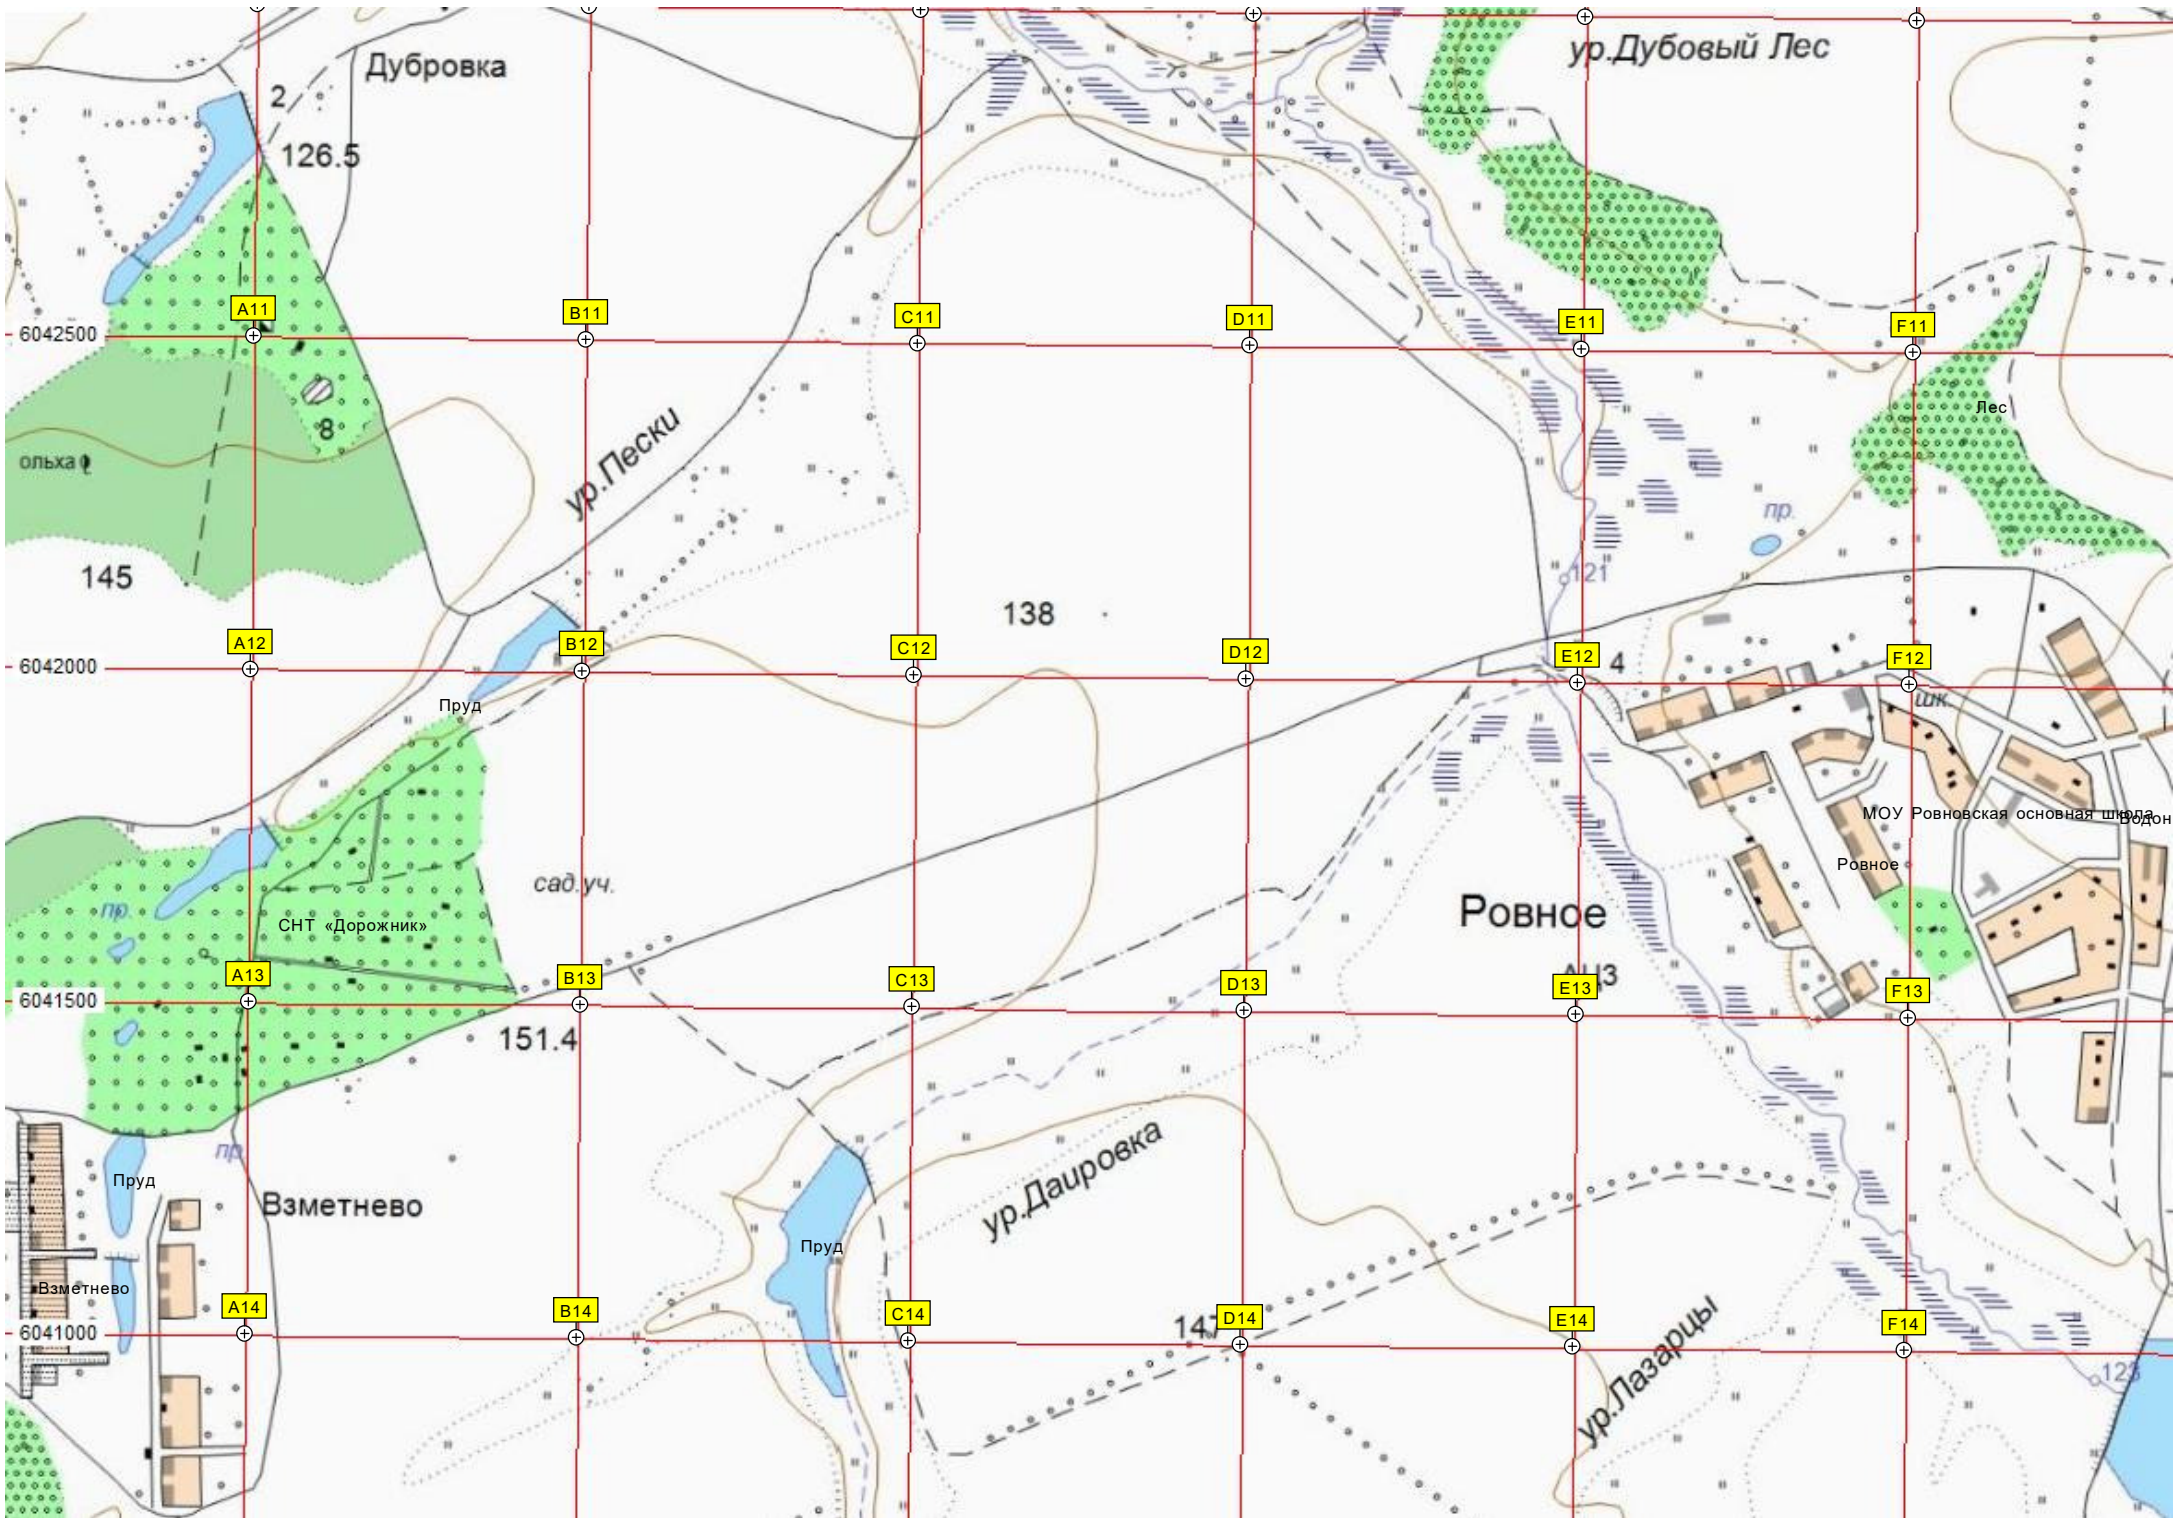 ур.Дубовый Лес
Дубровка
2
126.5
A11
B11
C11
D11
E11
F11
6042500
Лес
8
ур.Пески
ольха
пр.
145
121
138
A12
B12
C12
D12
E12
4
F12
6042000
Пруд
шк.
МОУ Ровновская основная школа
Водон
Ровное
сад.уч.
пр.
СНТ «Дорожник»
Ровное
A13
B13
C13
D13
E13
F13
6041500
151.4
пр.
Пруд
ур.Даировка
Взметнево
Пруд
Взметнево
A14
B14
C14
147
D14
E14
F14
6041000
ур.Лазарцы
123